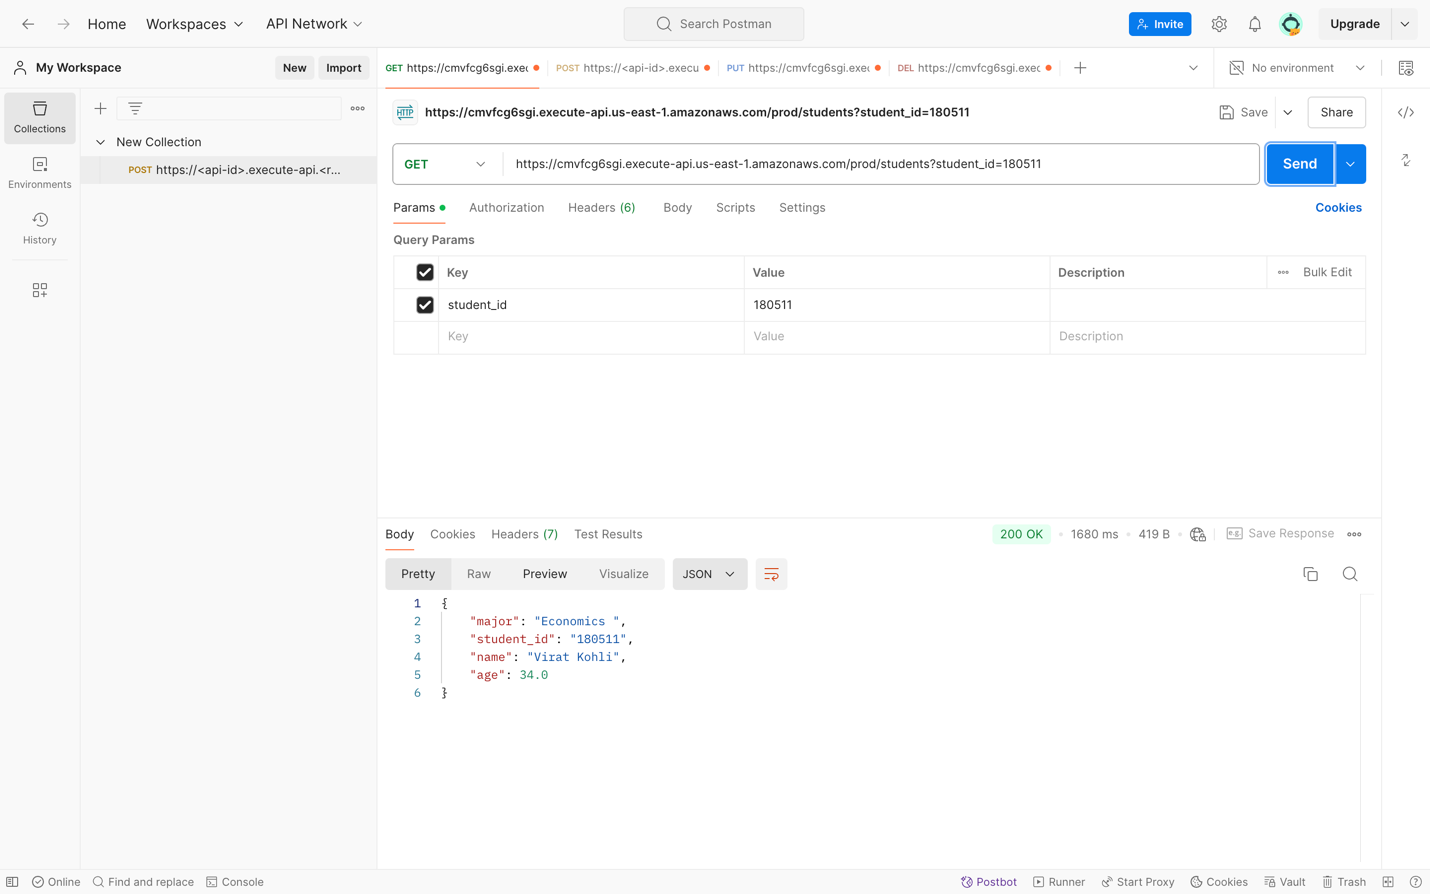 Home Workspaces API Network Search Postman Invite Upgrade
My Workspace New Import
GET https://cmvfcg6sgi.exec POST https://<api-id>.execu PUT https://cmvfcg6sgi.exec DEL https://cmvfcg6sgi.exec No environment
Collections
Environments
History
New Collection
POST https://<api-id>.execute-api.<r...
HTTP https://cmvfcg6sgi.execute-api.us-east-1.amazonaws.com/prod/students?student_id=180511 Save Share
GET https://cmvfcg6sgi.execute-api.us-east-1.amazonaws.com/prod/students?student_id=180511 Send
Params Authorization Headers (6) Body Scripts Settings Cookies
Query Params
Key Value Description Bulk Edit
student_id 180511
Key Value Description
Body Cookies Headers (7) Test Results 200 OK 1680 ms 419 B e.g. Save Response
Pretty Raw Preview Visualize JSON
1 {
2 "major": "Economics ",
3 "student_id": "180511",
4 "name": "Virat Kohli",
5 "age": 34.0
6 }
Online Find and replace Console Postbot Runner Start Proxy Cookies Vault Trash